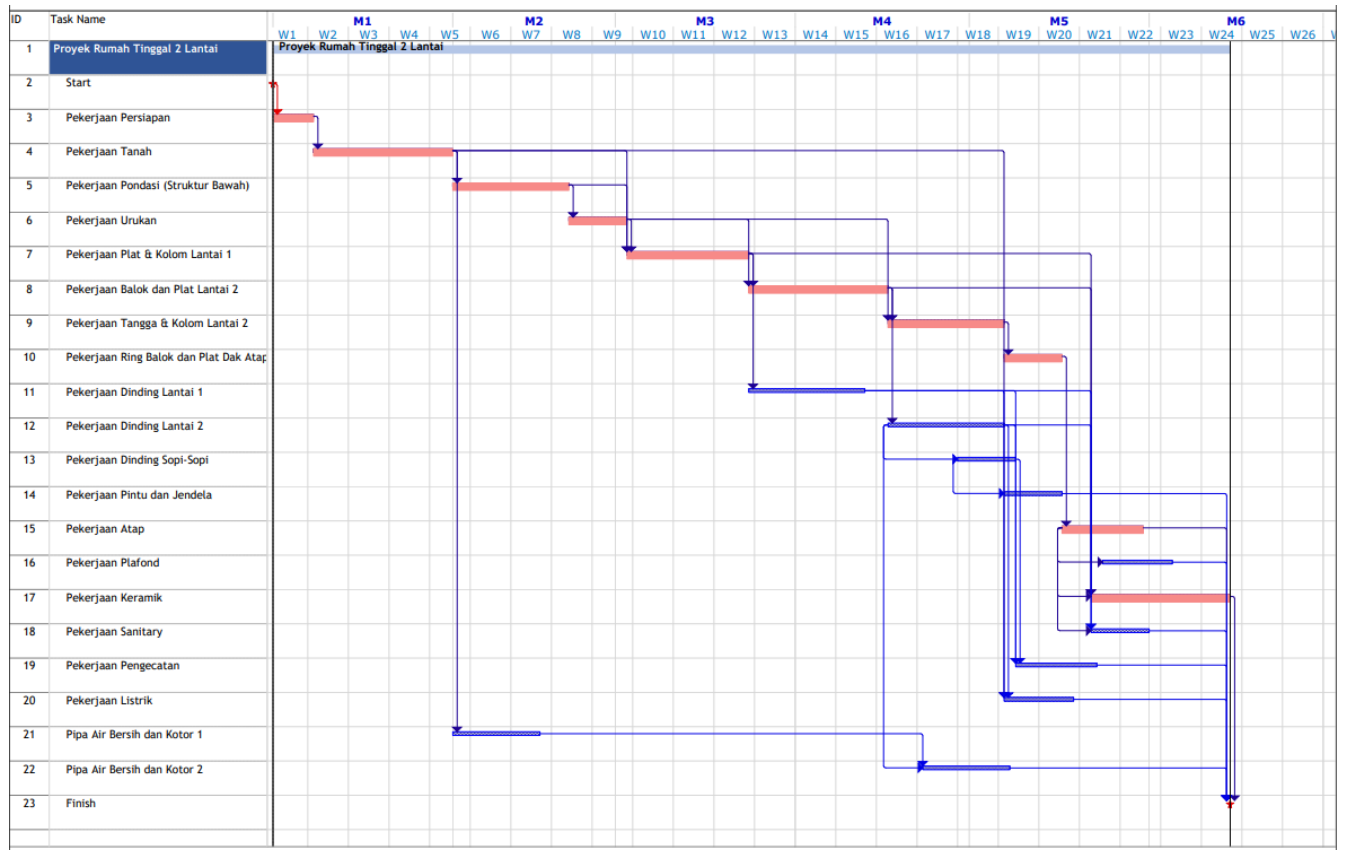 ID Task Name M1 M2 M3 M4 M5 M6
W1 W2 W3 W4 W5 W6 W7 W8 W9 W10 W11 W12 W13 W14 W15 W16 W17 W18 W19 W20 W21 W22 W23 W24 W25 W26
1 Proyek Rumah Tinggal 2 Lantai Proyek Rumah Tinggal 2 Lantai
2 Start
3 Pekerjaan Persiapan
4 Pekerjaan Tanah
5 Pekerjaan Pondasi (Struktur Bawah)
6 Pekerjaan Urukan
7 Pekerjaan Plat & Kolom Lantai 1
8 Pekerjaan Balok dan Plat Lantai 2
9 Pekerjaan Tangga & Kolom Lantai 2
10 Pekerjaan Ring Balok dan Plat Dak Atap
11 Pekerjaan Dinding Lantai 1
12 Pekerjaan Dinding Lantai 2
13 Pekerjaan Dinding Sopi-Sopi
14 Pekerjaan Pintu dan Jendela
15 Pekerjaan Atap
16 Pekerjaan Plafond
17 Pekerjaan Keramik
18 Pekerjaan Sanitary
19 Pekerjaan Pengecatan
20 Pekerjaan Listrik
21 Pipa Air Bersih dan Kotor 1
22 Pipa Air Bersih dan Kotor 2
23 Finish